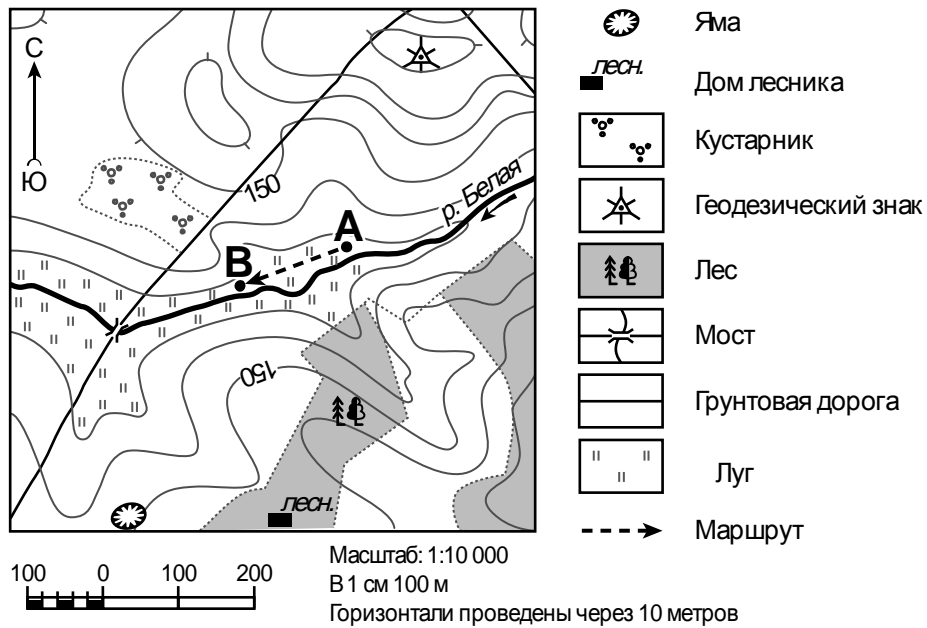 С
Ю
150
р. Белая
А
В
150
лесн.
Яма
лесн.
Дом лесника
Кустарник
Геодезический знак
Лес
Мост
Грунтовая дорога
Луг
Маршрут
100 0 100 200
Масштаб: 1:10 000
В 1 см 100 м
Горизонтали проведены через 10 метров